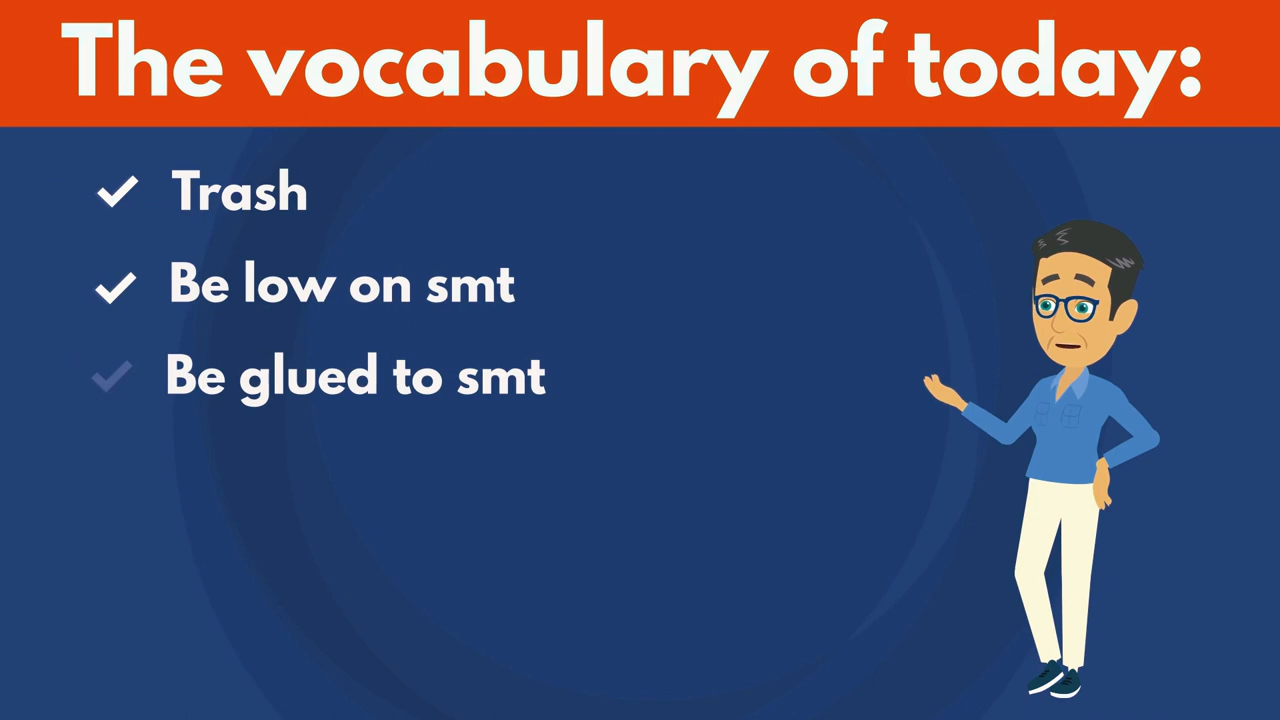 The vocabulary of today:
Trash
Be low on smt
Be glued to smt